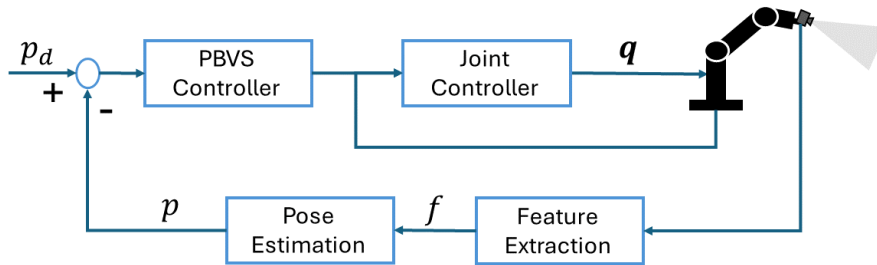 p_d
+
-
PBVS
Controller
Joint
Controller
q
p
Pose
Estimation
f
Feature
Extraction